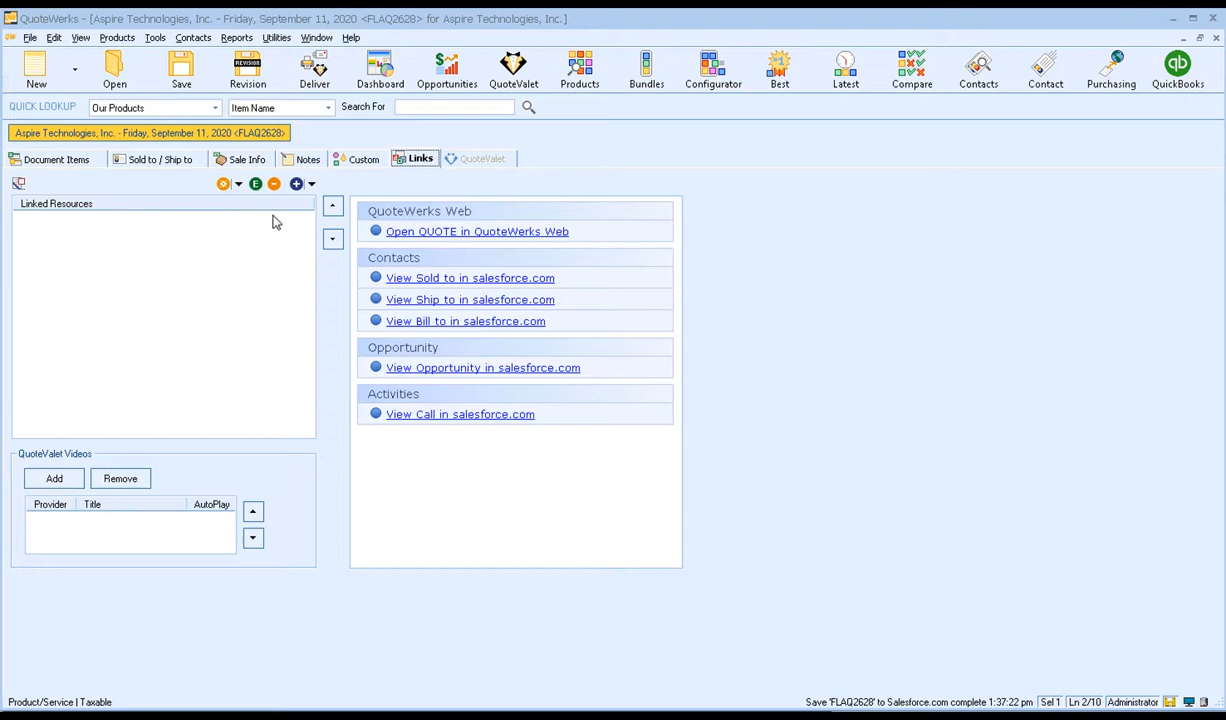 QuoteWerks - [Aspire Technologies, Inc. - Friday, September 11, 2020 <FLAQ2628> for Aspire Technologies, Inc.]
File Edit View Products Tools Contacts Reports Utilities Window Help
REVISION
qb
New Open Save Revision Deliver Dashboard Opportunities QuoteValet Products Bundles Configurator Best Latest Compare Contacts Contact Purchasing QuickBooks
QUICK LOOKUP Our Products Item Name Search For
Aspire Technologies, Inc. - Friday, September 11, 2020 <FLAQ2628>
Document Items Sold to / Ship to Sale Info Notes Custom Links QuoteValet
E
Linked Resources
QuoteWerks Web
Open QUOTE in QuoteWerks Web
Contacts
View Sold to in salesforce.com
View Ship to in salesforce.com
View Bill to in salesforce.com
Opportunity
View Opportunity in salesforce.com
Activities
View Call in salesforce.com
QuoteValet Videos
Add Remove
Provider Title AutoPlay
Product/Service | Taxable Save 'FLAQ2628' to Salesforce.com complete 1:37:22 pm Sel 1 Ln 2/10 Administrator